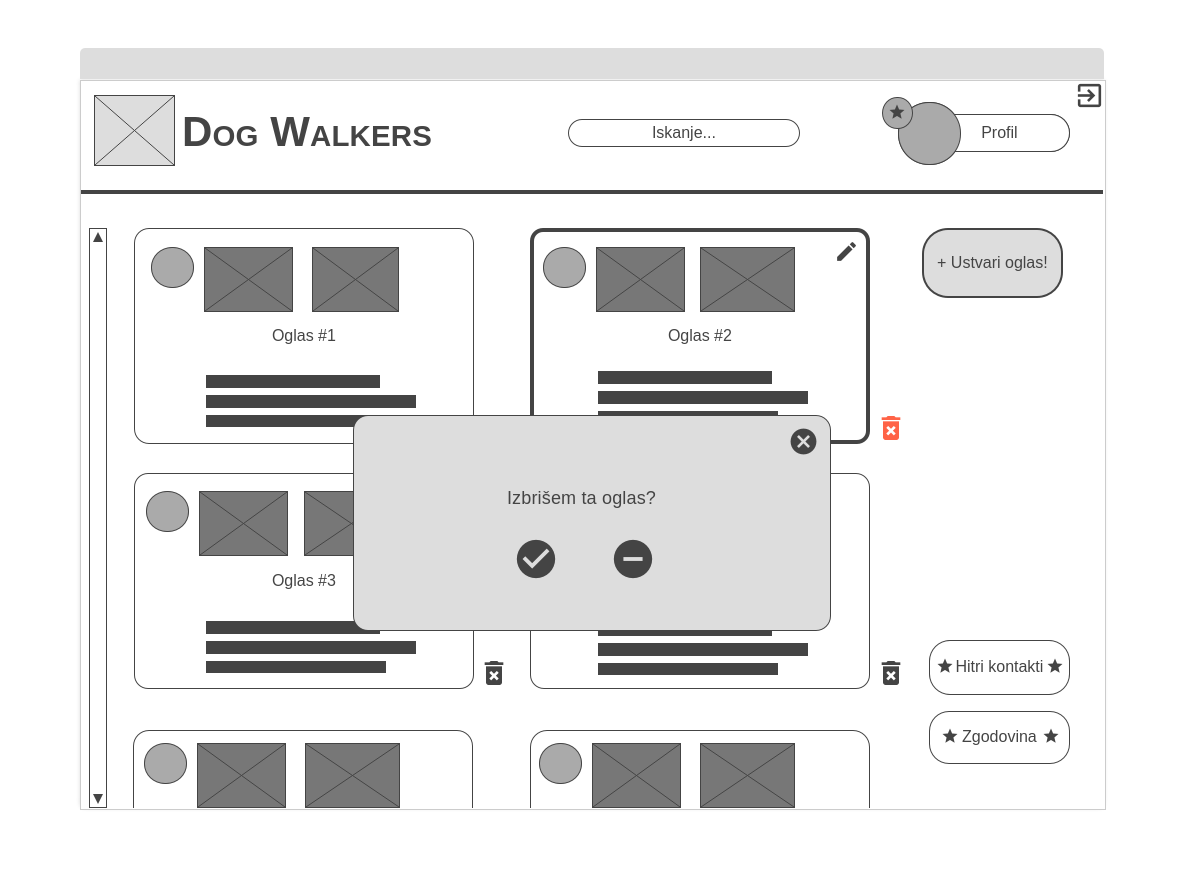 Dog Walkers
Iskanje...
Profil
Oglas #1
Oglas #2
+ Ustvari oglas!
Izbrišem ta oglas?
Oglas #3
Hitri kontakti
Zgodovina